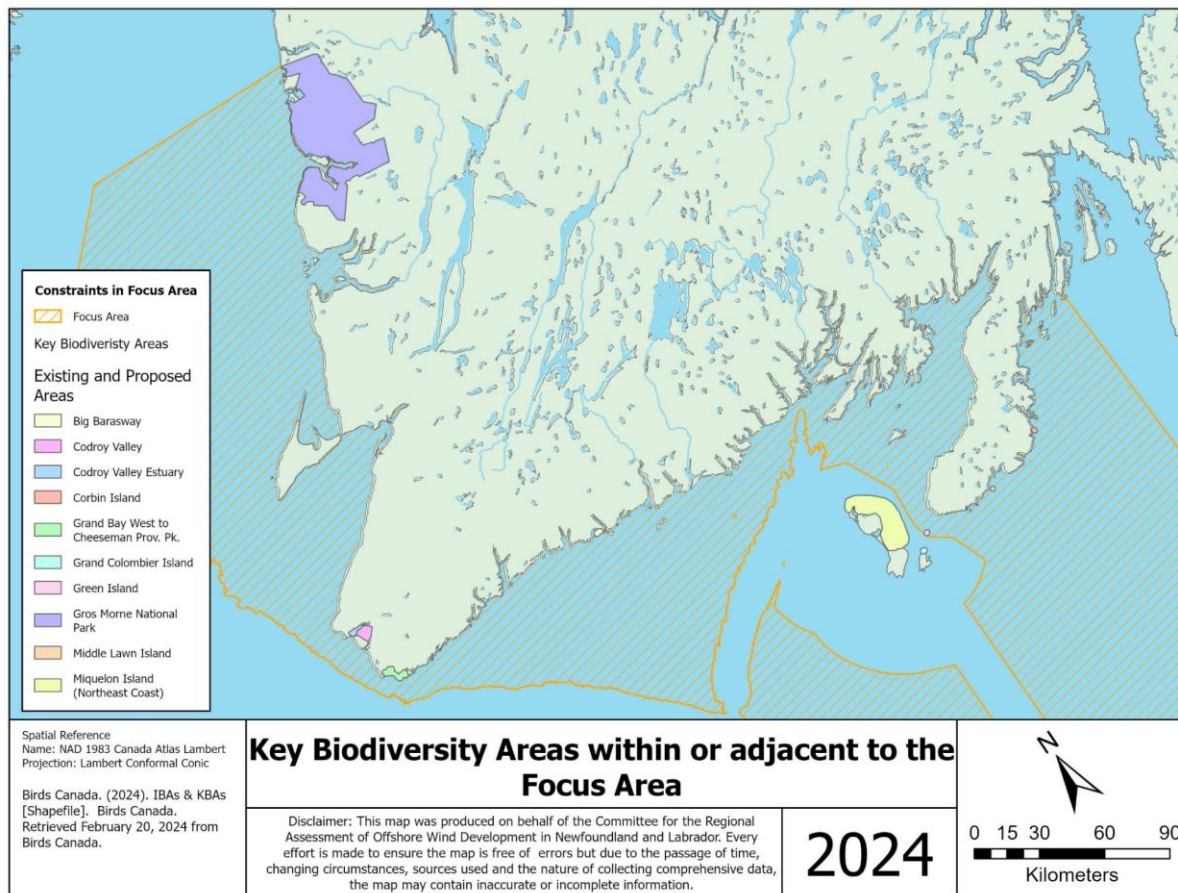 Constraints in Focus Area
Focus Area
Key Biodiveristy Areas
Existing and Proposed
Areas
Big Barasway
Codroy Valley
Codroy Valley Estuary
Corbin Island
Grand Bay West to
Cheeseman Prov. Pk.
Grand Colombier Island
Green Island
Gros Morne National
Park
Middle Lawn Island
Miquelon Island
(Northeast Coast)
Spatial Reference
Name: NAD 1983 Canada Atlas Lambert
Projection: Lambert Conformal Conic
Birds Canada. (2024). IBAs & KBAs
[Shapefile]. Birds Canada.
Retrieved February 20, 2024 from
Birds Canada.
Key Biodiversity Areas within or adjacent to the
Focus Area
Disclaimer: This map was produced on behalf of the Committee for the Regional
Assessment of Offshore Wind Development in Newfoundland and Labrador. Every
effort is made to ensure the map is free of errors but due to the passage of time,
changing circumstances, sources used and the nature of collecting comprehensive data,
the map may contain inaccurate or incomplete information.
2024
N
0 15 30 60 90
Kilometers